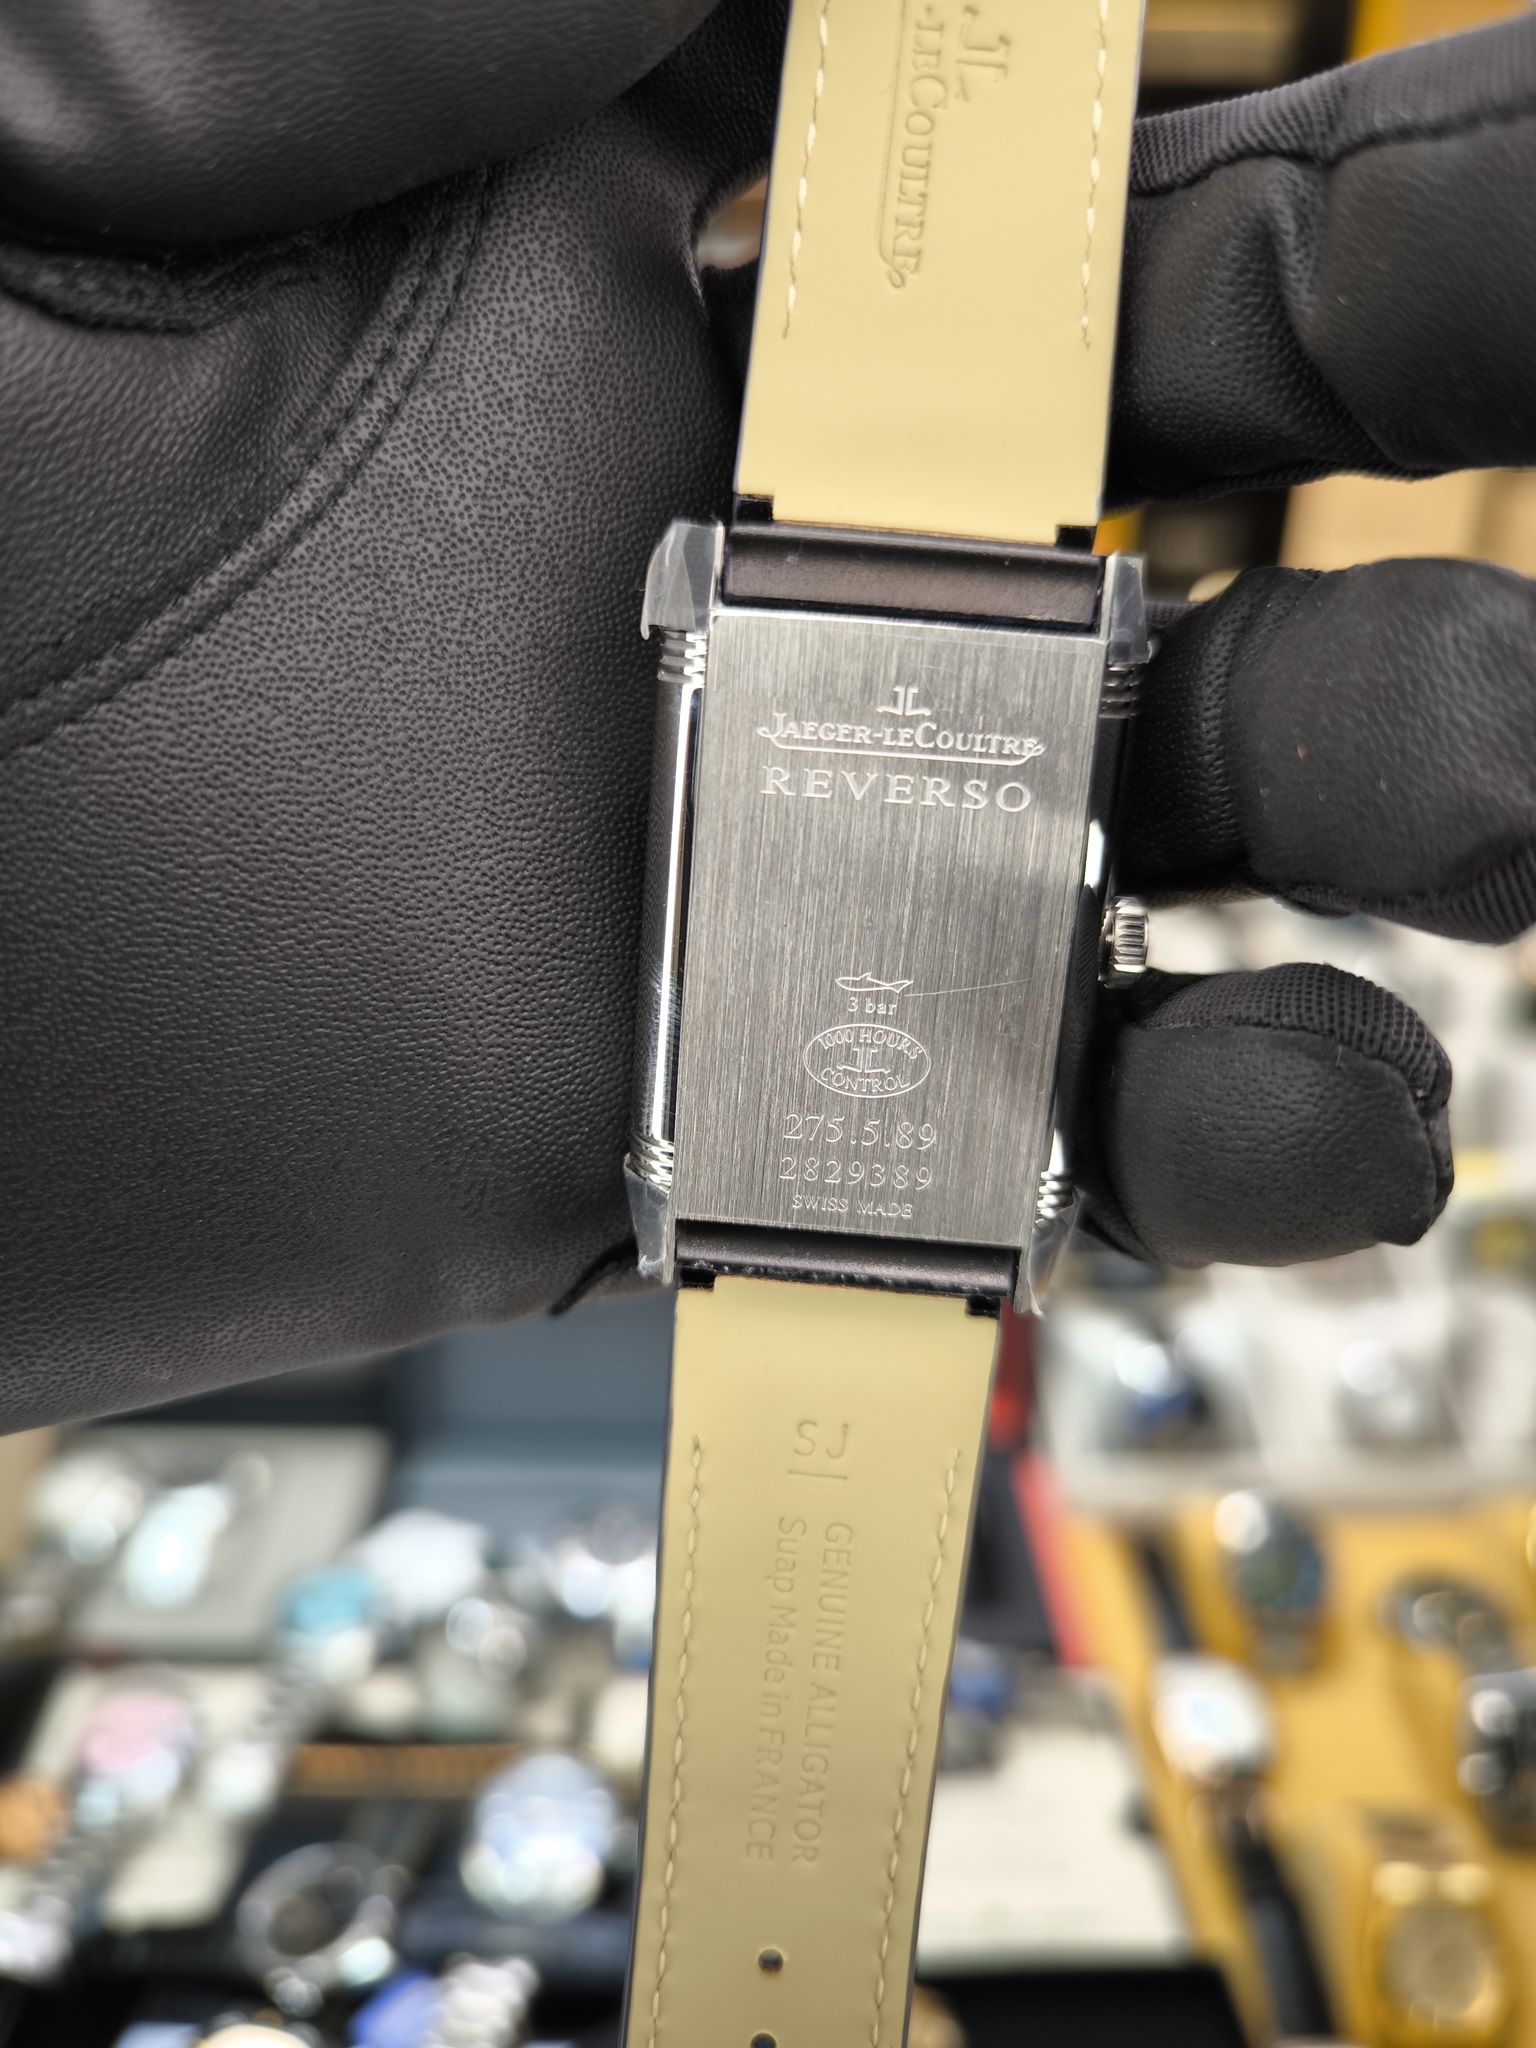 JL
-LECOULTRE
JL
JAEGER-LECOULTRE
REVERSO
3 bar
1000 HOURS
JL
CONTROL
275.5.89
2829389
SWISS MADE
SJ
GENUINE ALLIGATOR
Suap Made in FRANCE